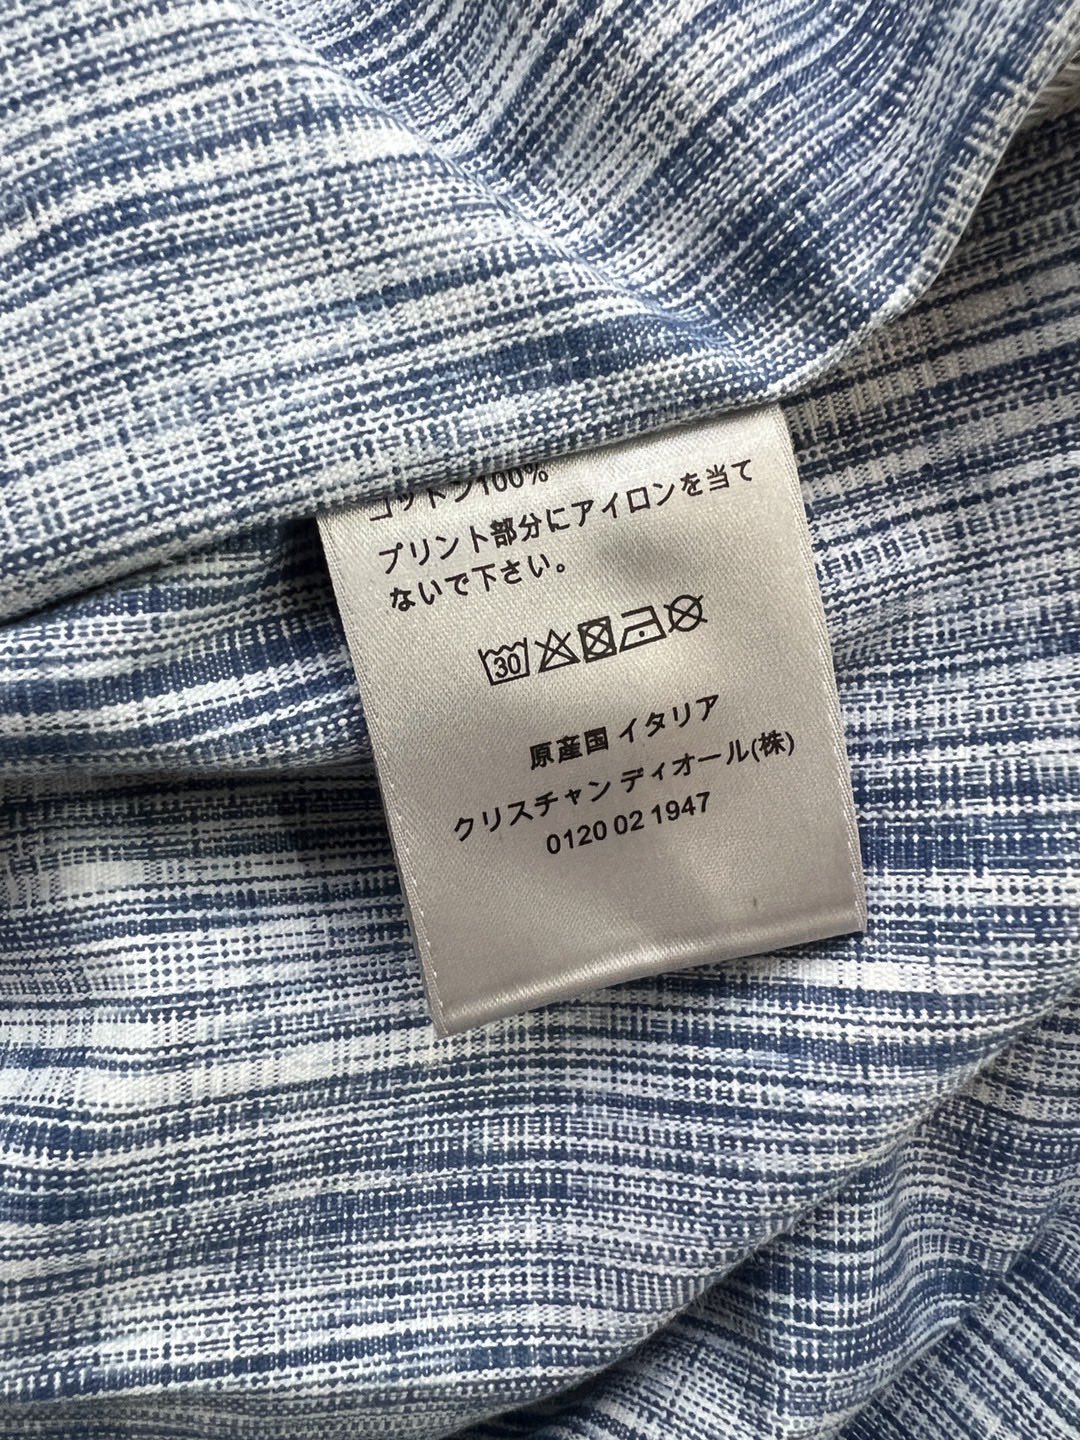 コットン100%
プリント部分にアイロンを当て
ないで下さい。
30
原産国 イタリア
クリスチャン ディオール(株)
0120 02 1947